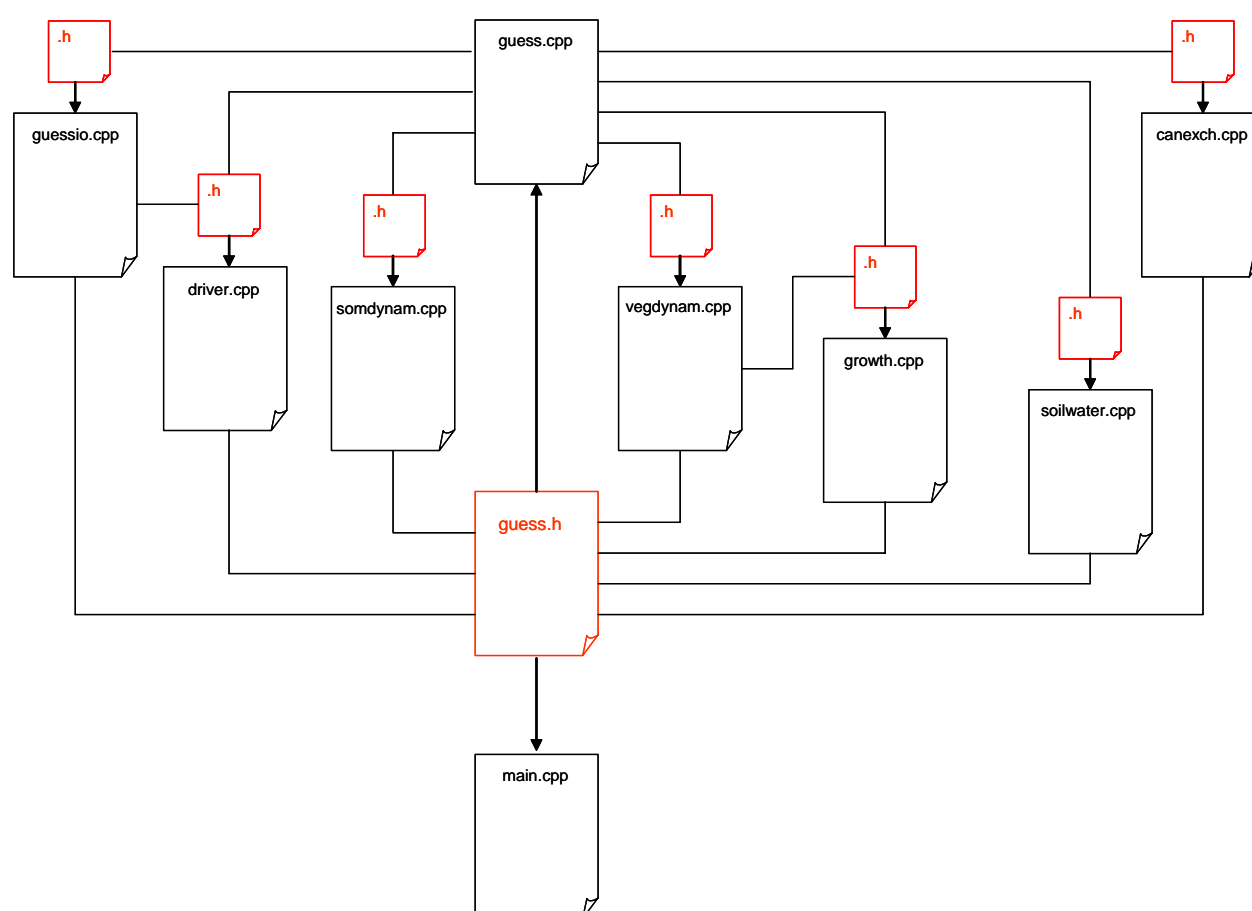 .h
guess.cpp
.h
guessio.cpp
canexch.cpp
.h
.h
.h
.h
driver.cpp
somdynam.cpp
vegdynam.cpp
.h
growth.cpp
soilwater.cpp
guess.h
main.cpp